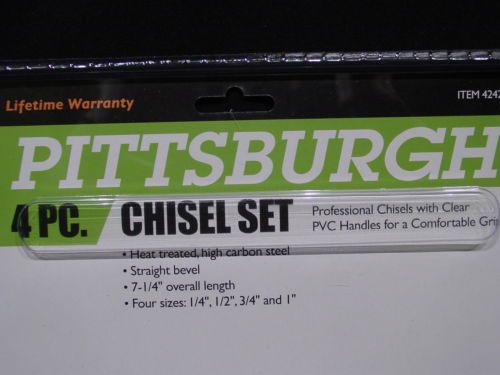 Lifetime Warranty
ITEM 4242
PITTSBURGH
4 PC. CHISEL SET
Professional Chisels with Clear
PVC Handles for a Comfortable Grip
• Heat treated, high carbon steel
• Straight bevel
• 7-1/4" overall length
• Four sizes: 1/4", 1/2", 3/4" and 1"